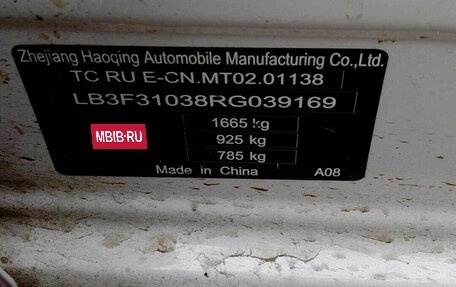 Zhejiang Haoqing Automobile Manufacturing Co.,Ltd.
TC RU E-CN.MT02.01138
LB3F31038RG039169
1665 kg
MBIB-RU
925 kg
785 kg
Made in China A08